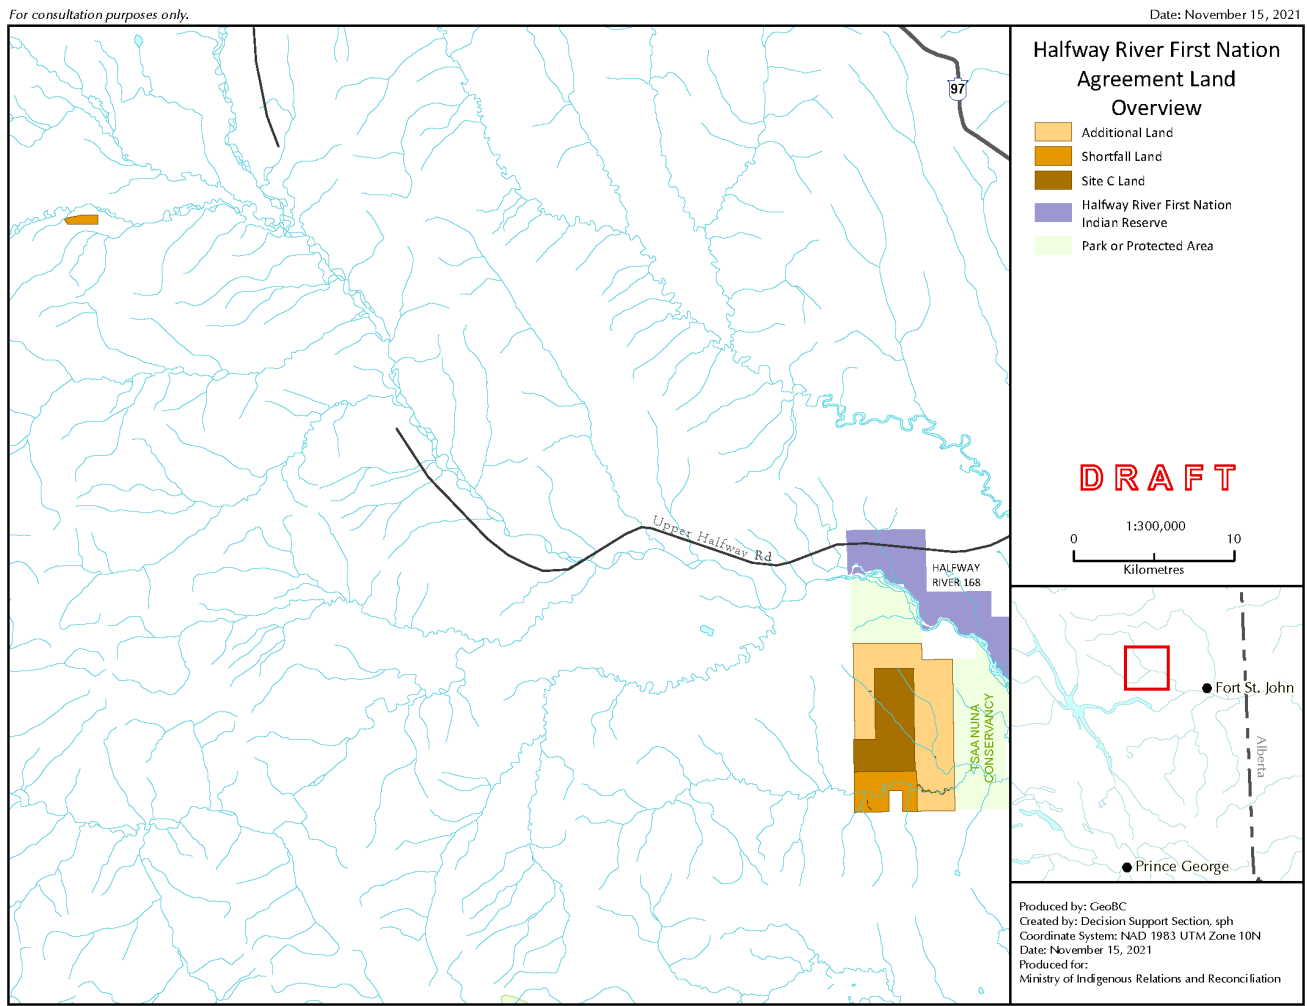 For consultation purposes only.
Date: November 15, 2021
97
Upper Halfway Rd
HALFWAY
RIVER 168
TSAA NUNA
CONSERVANCY
Halfway River First Nation
Agreement Land
Overview
Additional Land
Shortfall Land
Site C Land
Halfway River First Nation
Indian Reserve
Park or Protected Area
DRAFT
1:300,000
0 10
Kilometres
Fort St. John
Alberta
Prince George
Produced by: GeoBC
Created by: Decision Support Section, sph
Coordinate System: NAD 1983 UTM Zone 10N
Date: November 15, 2021
Produced for:
Ministry of Indigenous Relations and Reconciliation